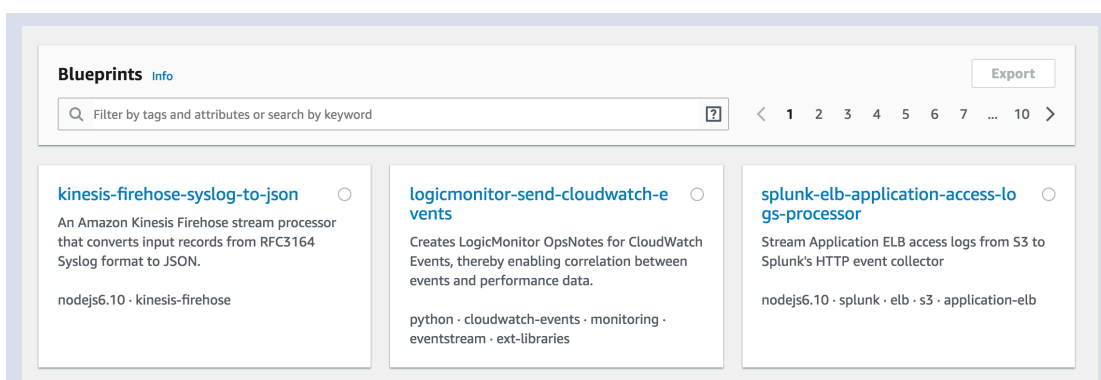 Blueprints Info
Export
Filter by tags and attributes or search by keyword
?
1 2 3 4 5 6 7 ... 10
kinesis-firehose-syslog-to-json
An Amazon Kinesis Firehose stream processor
that converts input records from RFC3164
Syslog format to JSON.
nodejs6.10 · kinesis-firehose
logicmonitor-send-cloudwatch-e
vents
Creates LogicMonitor OpsNotes for CloudWatch
Events, thereby enabling correlation between
events and performance data.
python · cloudwatch-events · monitoring ·
eventstream · ext-libraries
splunk-elb-application-access-lo
gs-processor
Stream Application ELB access logs from S3 to
Splunk's HTTP event collector
nodejs6.10 · splunk · elb · s3 · application-elb